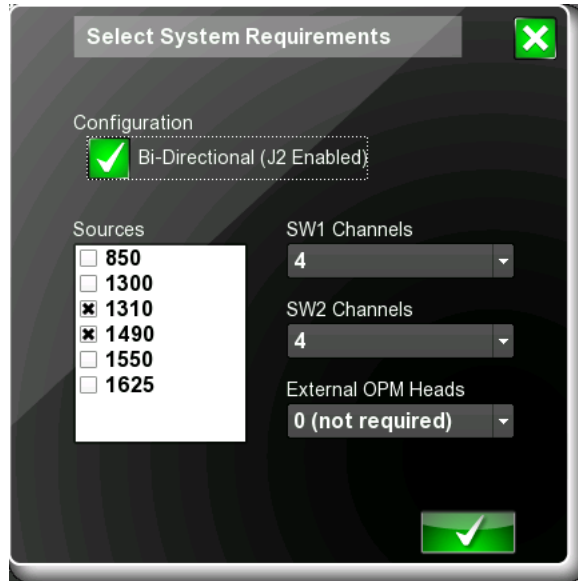 Select System Requirements
Configuration
Bi-Directional (J2 Enabled)
Sources
850
1300
1310
1490
1550
1625
SW1 Channels
4
SW2 Channels
4
External OPM Heads
0 (not required)